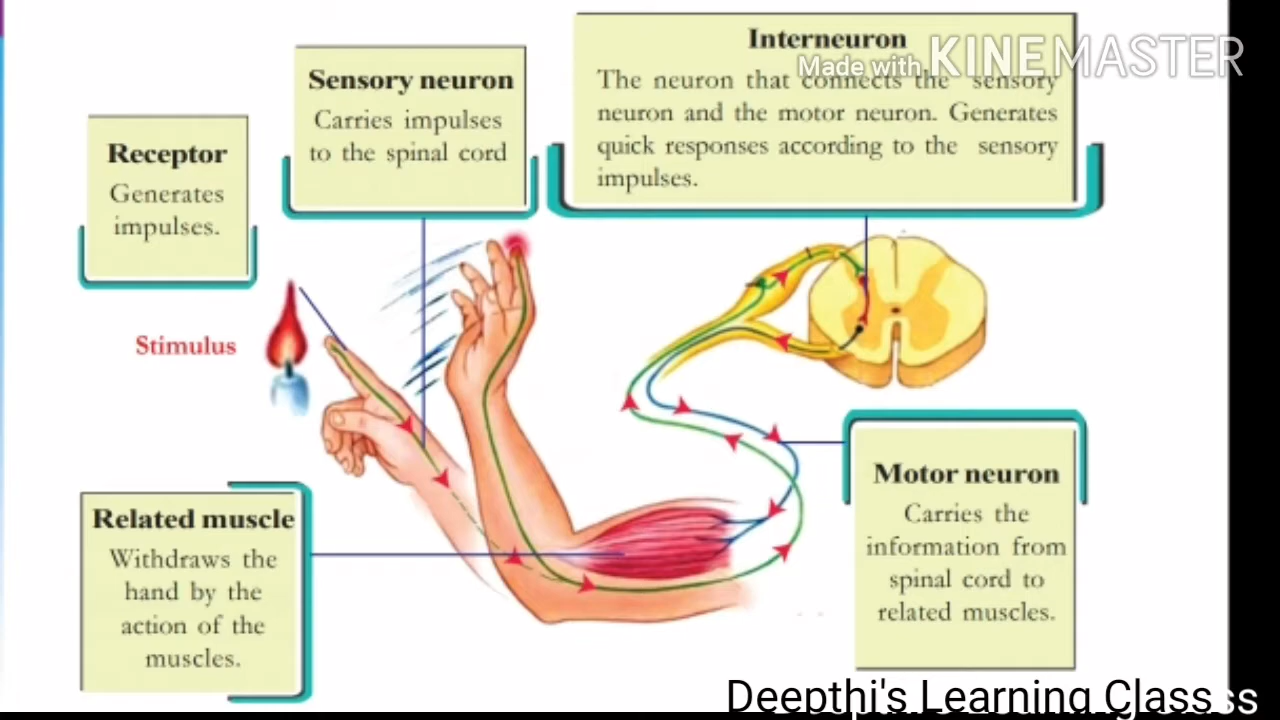 Interneuron
Made with KINEMASTER
The neuron that connects the sensory
neuron and the motor neuron. Generates
quick responses according to the sensory
impulses.
Sensory neuron
Carries impulses
to the spinal cord
Receptor
Generates
impulses.
Stimulus
Motor neuron
Carries the
information from
spinal cord to
related muscles.
Related muscle
Withdraws the
hand by the
action of the
muscles.
Deepthi's Learning Class